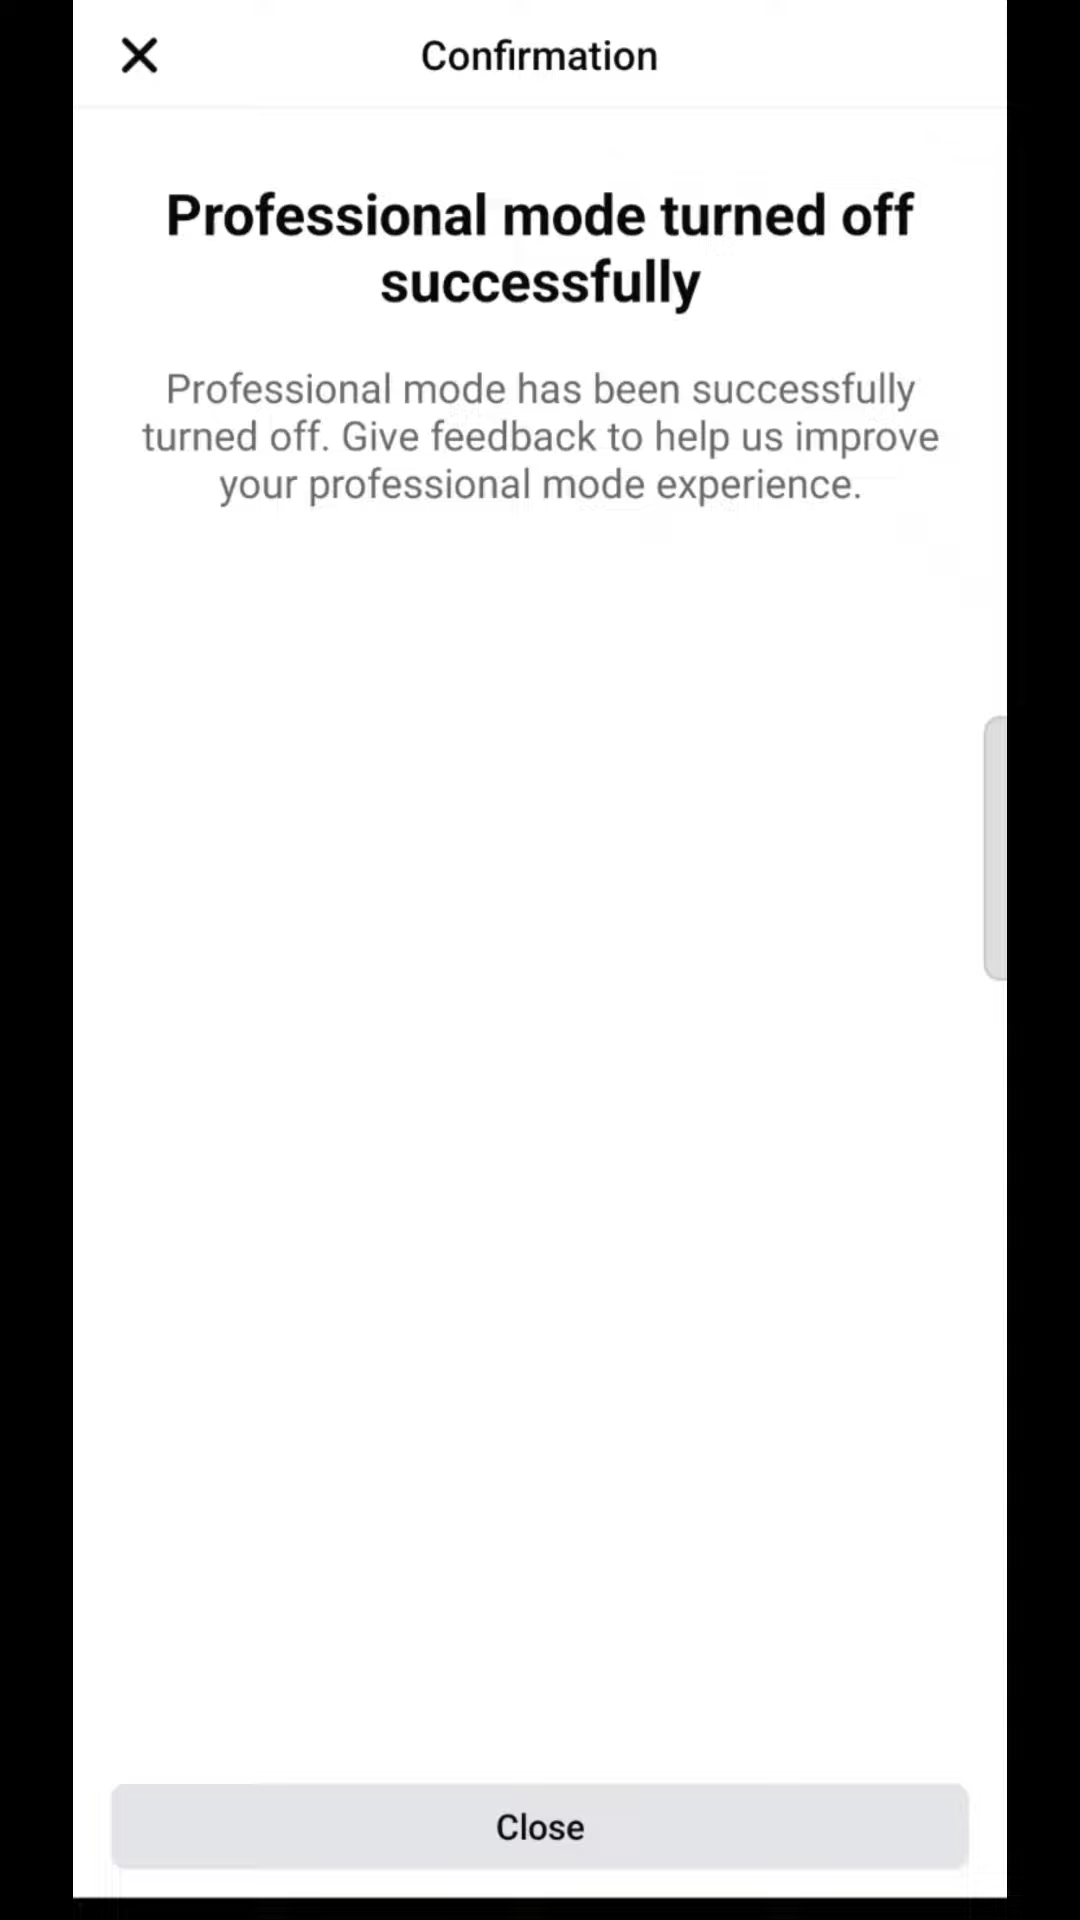 Confirmation
Professional mode turned off
successfully
Professional mode has been successfully
turned off. Give feedback to help us improve
your professional mode experience.
Close